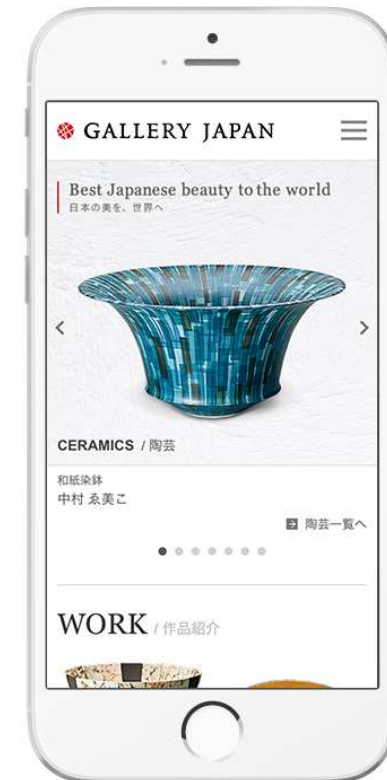 GALLERY JAPAN
Best Japanese beauty to the world
日本の美を、世界へ
CERAMICS / 陶芸
和紙染鉢
中村 ゑ美こ
陶芸一覧へ
WORK / 作品紹介